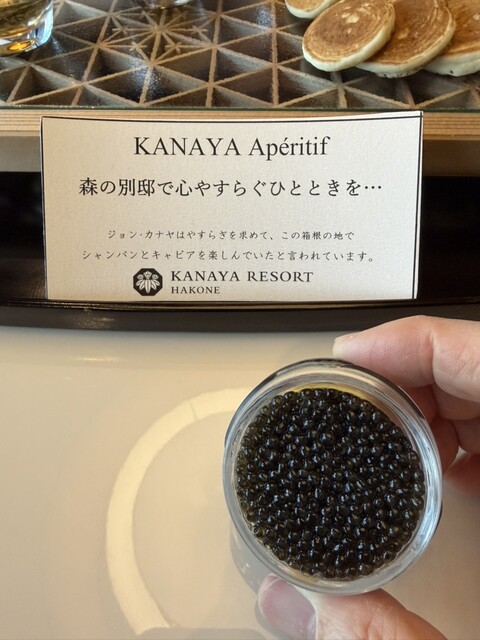 KANAYA Apéritif
森の別邸で心やすらぐひとときを…
ジョン・カナヤはやすらぎを求めて、この箱根の地で
シャンパンとキャビアを楽しんでいたと言われています。
KANAYA RESORT
HAKONE